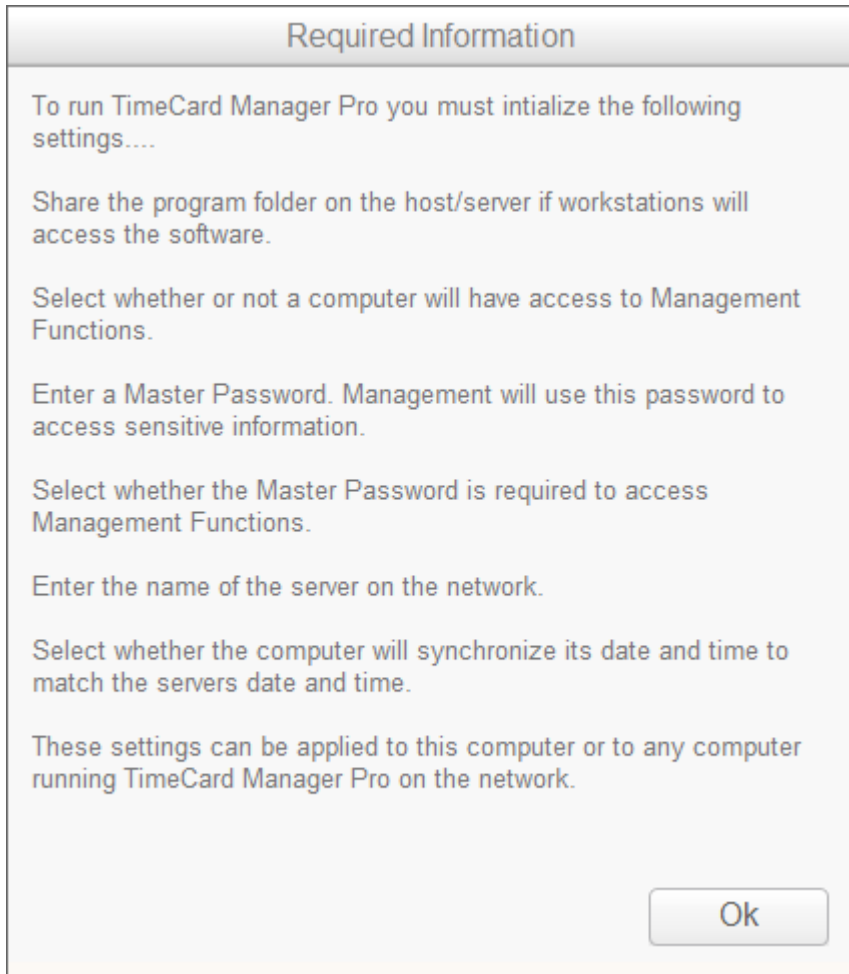 Required Information
To run TimeCard Manager Pro you must intialize the following
settings....
Share the program folder on the host/server if workstations will
access the software.
Select whether or not a computer will have access to Management
Functions.
Enter a Master Password. Management will use this password to
access sensitive information.
Select whether the Master Password is required to access
Management Functions.
Enter the name of the server on the network.
Select whether the computer will synchronize its date and time to
match the servers date and time.
These settings can be applied to this computer or to any computer
running TimeCard Manager Pro on the network.
Ok